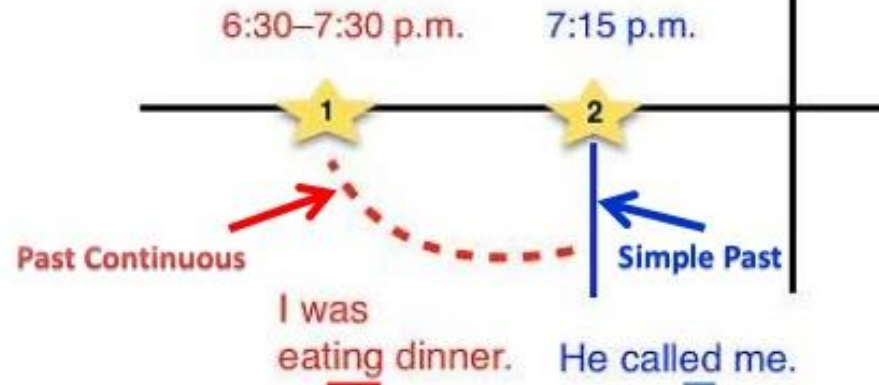 6:30–7:30 p.m.
7:15 p.m.
1
2
Past Continuous
Simple Past
I was
eating dinner.
He called me.